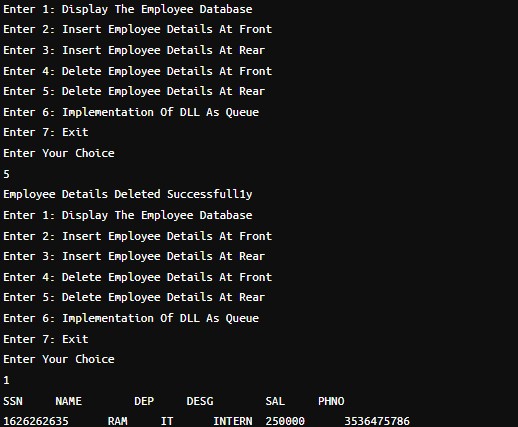 Enter 1: Display The Employee Database
Enter 2: Insert Employee Details At Front
Enter 3: Insert Employee Details At Rear
Enter 4: Delete Employee Details At Front
Enter 5: Delete Employee Details At Rear
Enter 6: Implementation Of DLL As Queue
Enter 7: Exit
Enter Your Choice
5
Employee Details Deleted Successfull1y
Enter 1: Display The Employee Database
Enter 2: Insert Employee Details At Front
Enter 3: Insert Employee Details At Rear
Enter 4: Delete Employee Details At Front
Enter 5: Delete Employee Details At Rear
Enter 6: Implementation Of DLL As Queue
Enter 7: Exit
Enter Your Choice
1
SSN NAME DEP DESG SAL PHNO
1626262635 RAM IT INTERN 250000 3536475786